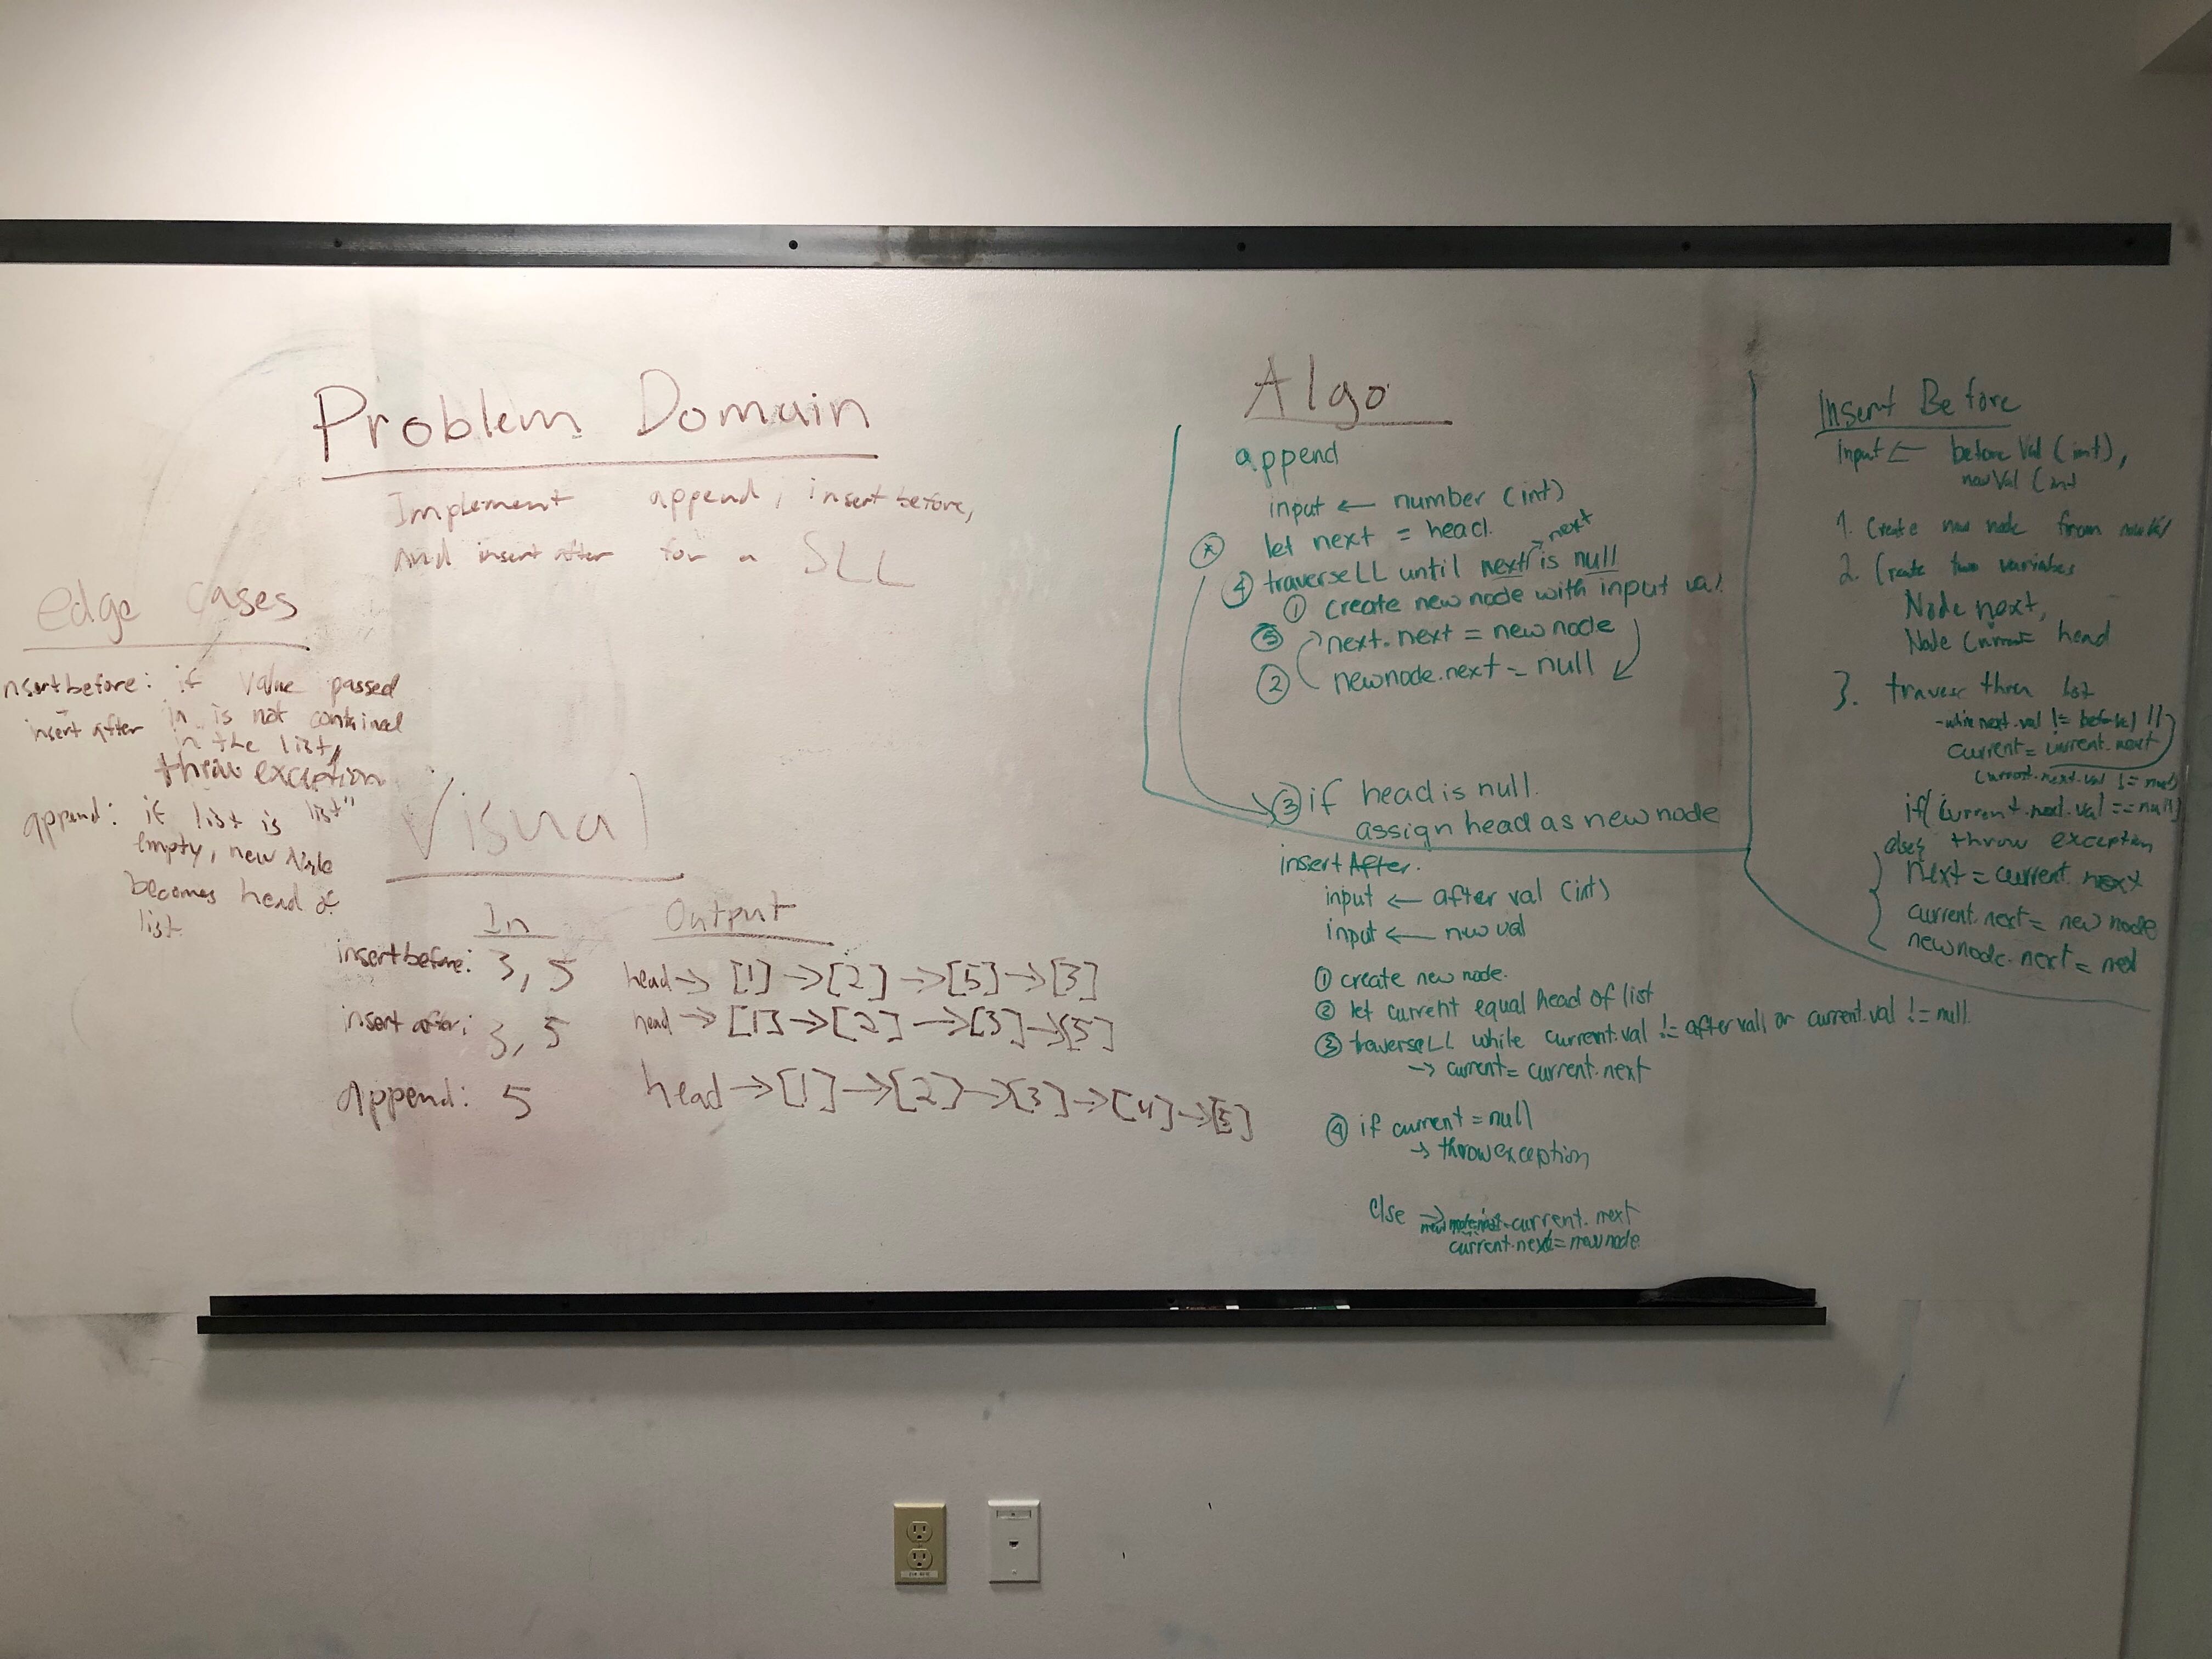 Problem Domain
Implement append, insert before,
and insert after for a SLL
edge cases
nsertbefore: if value passed
insert after in is not contained
in the list,
throw exception
append: if list is list"
empty, new Node
becomes head of
list
Visual
In Output
insertbefore: 3, 5 head → [1] → [2] → [5] → [3]
insert after: 3, 5 head → [1] → [2] → [3] → [5]
Append: 5 head → [1] → [2] → [3] → [4] → [5]
Algo
append
input ← number (int)
* let next = head.
→ next
④ traverse LL until next is null
① create new node with input val
⑤ next.next = new node
② newnode.next = null
③ if head is null.
assign head as new node
insert After.
input ← after val (int)
input ← new val
① create new node.
② let current equal head of list
③ traverse LL while current.val != after vall or current.val != null
→ current = current.next
④ if current = null
→ throw exception
else → current.next
current.next = new node
Insert Before
input ← before Val (int),
new Val (int
1. Create new node from newVal
2. Create two variables
Node next,
Node Current head
3. traverse thru list
- while next.val != before) ||
current = current.next
current.next.val != null)
if(current.next.val == null)
else{ throw exception
next = current.next
current.next = new node
newnode.next = next